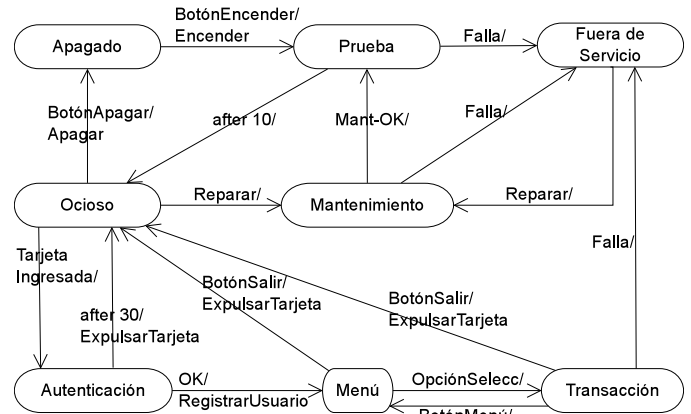 BotónEncender/
Encender
Apagado
Prueba
Falla/
Fuera de
Servicio
BotónApagar/
Apagar
after 10/
Mant-OK/
Falla/
Ocioso
Reparar/
Mantenimiento
Reparar/
Tarjeta
Ingresada/
Falla/
BotónSalir/
ExpulsarTarjeta
BotónSalir/
ExpulsarTarjeta
after 30/
ExpulsarTarjeta
Autenticación
OK/
RegistrarUsuario
Menú
OpciónSelecc/
Transacción
BotónMenú/